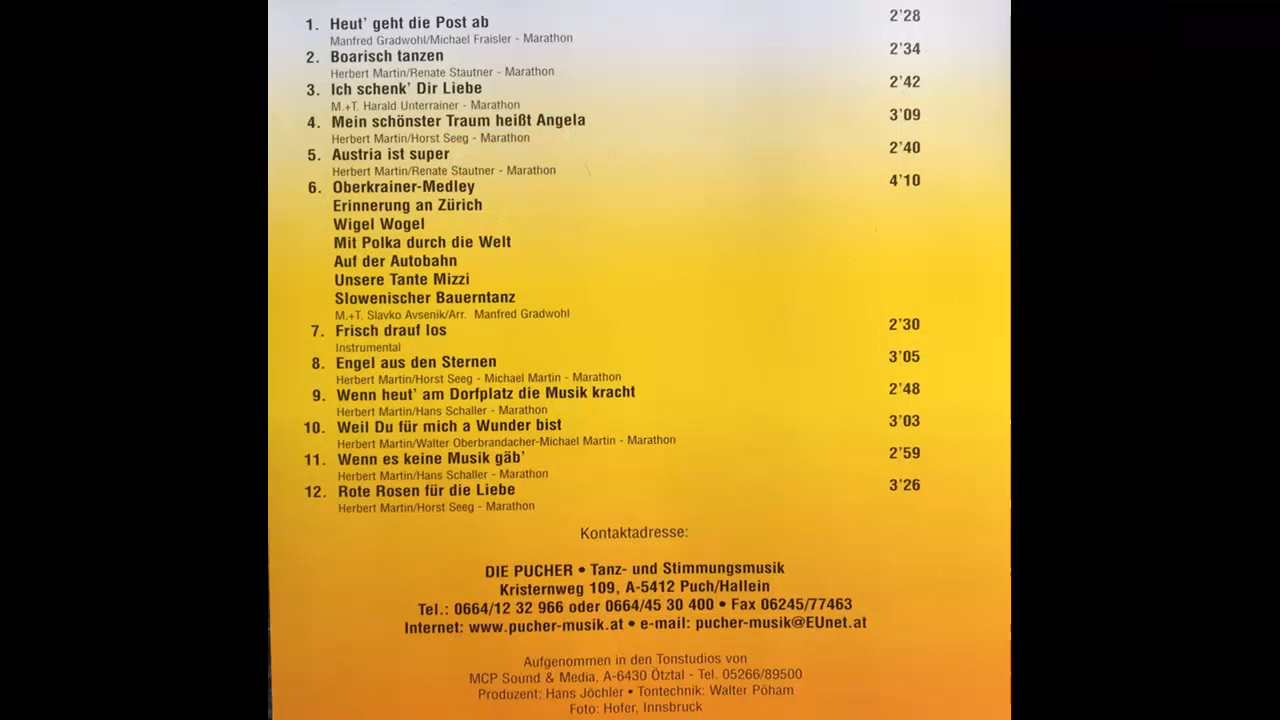 1. Heut' geht die Post ab 2'28
Manfred Gradwohl/Michael Fraisler - Marathon
2. Boarisch tanzen 2'34
Herbert Martin/Renate Stautner - Marathon
3. Ich schenk' Dir Liebe 2'42
M.+T. Harald Unterrainer - Marathon
4. Mein schönster Traum heißt Angela 3'09
Herbert Martin/Horst Seeg - Marathon
5. Austria ist super 2'40
Herbert Martin/Renate Stautner - Marathon
6. Oberkrainer-Medley 4'10
Erinnerung an Zürich
Wigel Wogel
Mit Polka durch die Welt
Auf der Autobahn
Unsere Tante Mizzi
Slowenischer Bauerntanz
M.+T. Slavko Avsenik/Arr. Manfred Gradwohl
7. Frisch drauf los 2'30
Instrumental
8. Engel aus den Sternen 3'05
Herbert Martin/Horst Seeg - Michael Martin - Marathon
9. Wenn heut' am Dorfplatz die Musik kracht 2'48
Herbert Martin/Hans Schaller - Marathon
10. Weil Du für mich a Wunder bist 3'03
Herbert Martin/Walter Oberbrandacher-Michael Martin - Marathon
11. Wenn es keine Musik gäb' 2'59
Herbert Martin/Hans Schaller - Marathon
12. Rote Rosen für die Liebe 3'26
Herbert Martin/Horst Seeg - Marathon
Kontaktadresse:
DIE PUCHER • Tanz- und Stimmungsmusik
Kristernweg 109, A-5412 Puch/Hallein
Tel.: 0664/12 32 966 oder 0664/45 30 400 • Fax 06245/77463
Internet: www.pucher-musik.at • e-mail: pucher-musik@EUnet.at
Aufgenommen in den Tonstudios von
MCP Sound & Media, A-6430 Ötztal - Tel. 05266/89500
Produzent: Hans Jöchler • Tontechnik: Walter Pöham
Foto: Hofer, Innsbruck